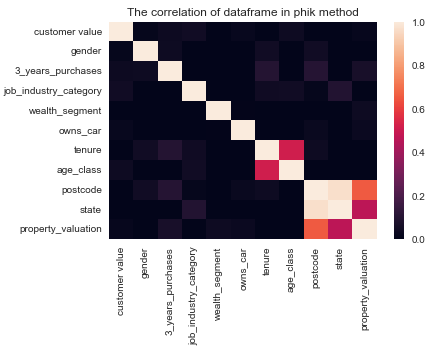 The correlation of dataframe in phik method
customer value
gender
3_years_purchases
job_industry_category
wealth_segment
owns_car
tenure
age_class
postcode
state
property_valuation
1.0
0.8
0.6
0.4
0.2
0.0
customer value
gender
3_years_purchases
job_industry_category
wealth_segment
owns_car
tenure
age_class
postcode
state
property_valuation